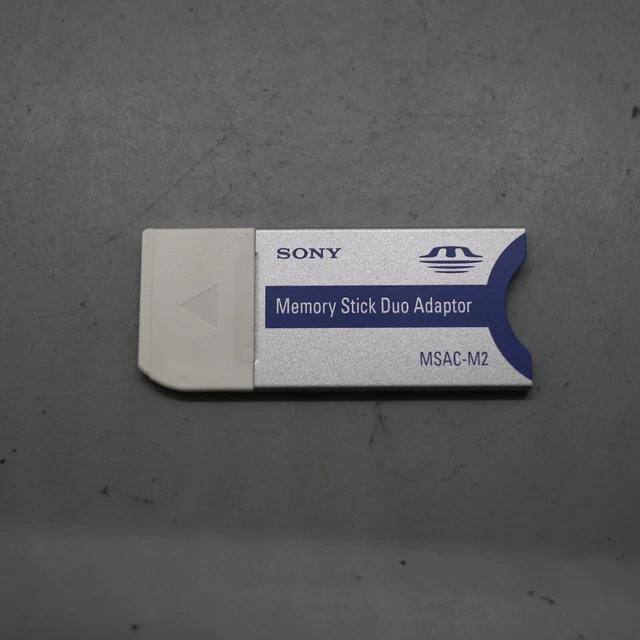 SONY
Memory Stick Duo Adaptor
MSAC-M2